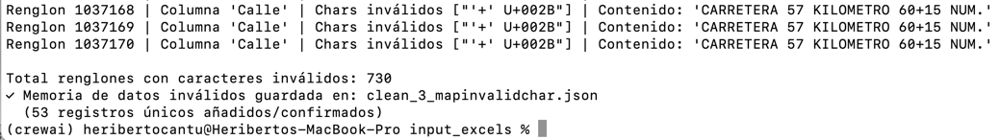 Renglon 1037168 | Columna 'Calle' | Chars inválidos ["'+' U+002B"] | Contenido: 'CARRETERA 57 KILOMETRO 60+15 NUM.'
Renglon 1037169 | Columna 'Calle' | Chars inválidos ["'+' U+002B"] | Contenido: 'CARRETERA 57 KILOMETRO 60+15 NUM.'
Renglon 1037170 | Columna 'Calle' | Chars inválidos ["'+' U+002B"] | Contenido: 'CARRETERA 57 KILOMETRO 60+15 NUM.'
Total renglones con caracteres inválidos: 730
✓ Memoria de datos inválidos guardada en: clean_3_mapinvalidchar.json
(53 registros únicos añadidos/confirmados)
(crewai) heribertocantu@Heribertos-MacBook-Pro input_excels %